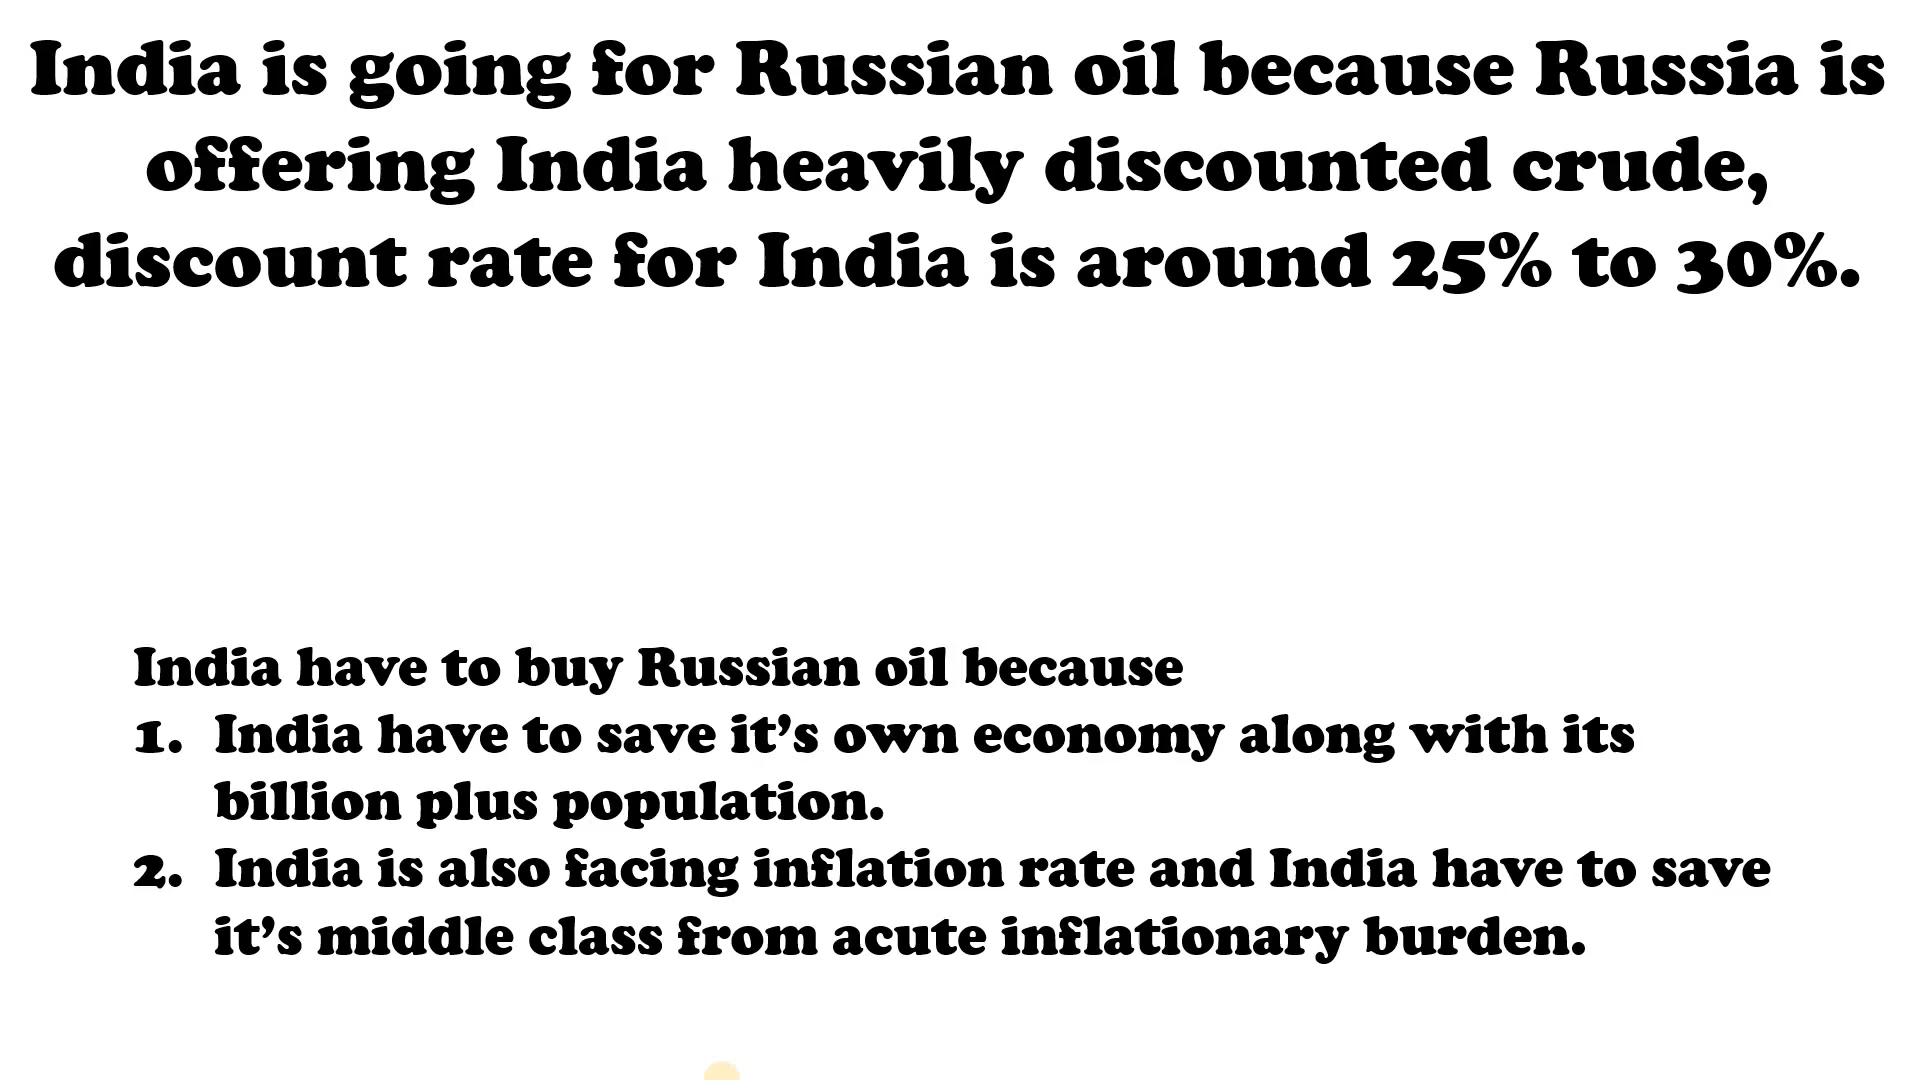 India is going for Russian oil because Russia is
offering India heavily discounted crude,
discount rate for India is around 25% to 30%.
India have to buy Russian oil because
1. India have to save it’s own economy along with its
billion plus population.
2. India is also facing inflation rate and India have to save
it’s middle class from acute inflationary burden.